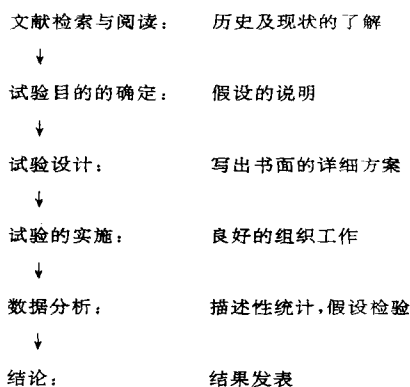 文献检索与阅读： 历史及现状的了解
↓
试验目的的确定： 假设的说明
↓
试验设计： 写出书面的详细方案
↓
试验的实施： 良好的组织工作
↓
数据分析： 描述性统计，假设检验
↓
结论： 结果发表